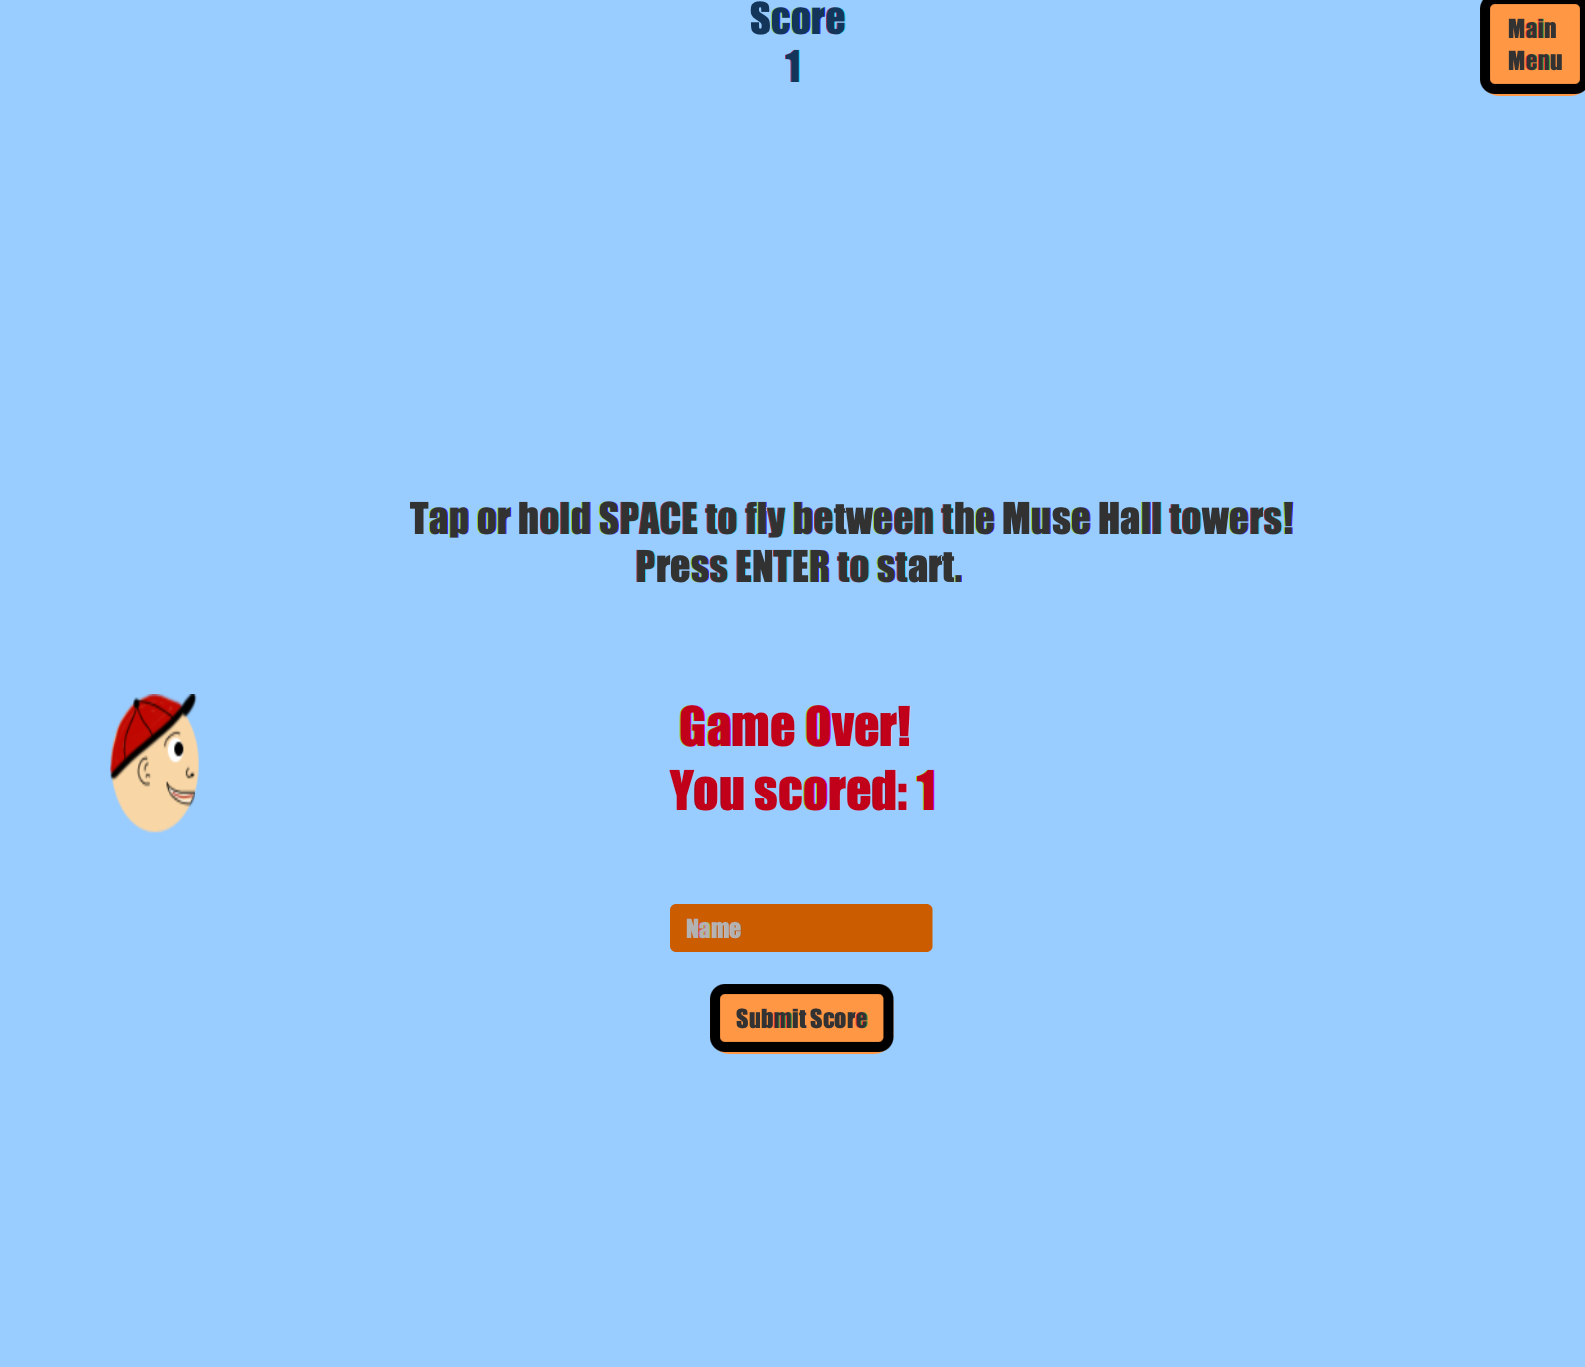 Score
1
Main
Menu
Tap or hold SPACE to fly between the Muse Hall towers!
Press ENTER to start.
Game Over!
You scored: 1
Name
Submit Score